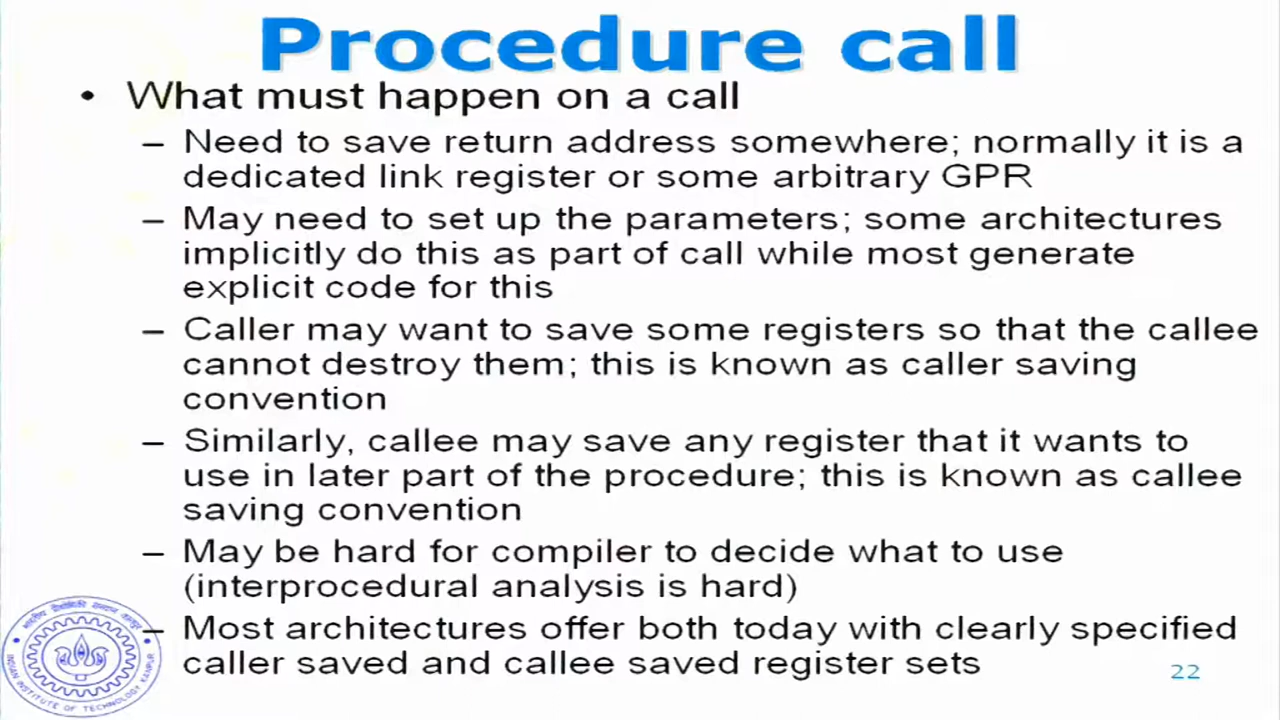 Procedure call
• What must happen on a call
– Need to save return address somewhere; normally it is a
dedicated link register or some arbitrary GPR
– May need to set up the parameters; some architectures
implicitly do this as part of call while most generate
explicit code for this
– Caller may want to save some registers so that the callee
cannot destroy them; this is known as caller saving
convention
– Similarly, callee may save any register that it wants to
use in later part of the procedure; this is known as callee
saving convention
– May be hard for compiler to decide what to use
(interprocedural analysis is hard)
– Most architectures offer both today with clearly specified
caller saved and callee saved register sets
22
INDIAN INSTITUTE OF TECHNOLOGY KANPUR